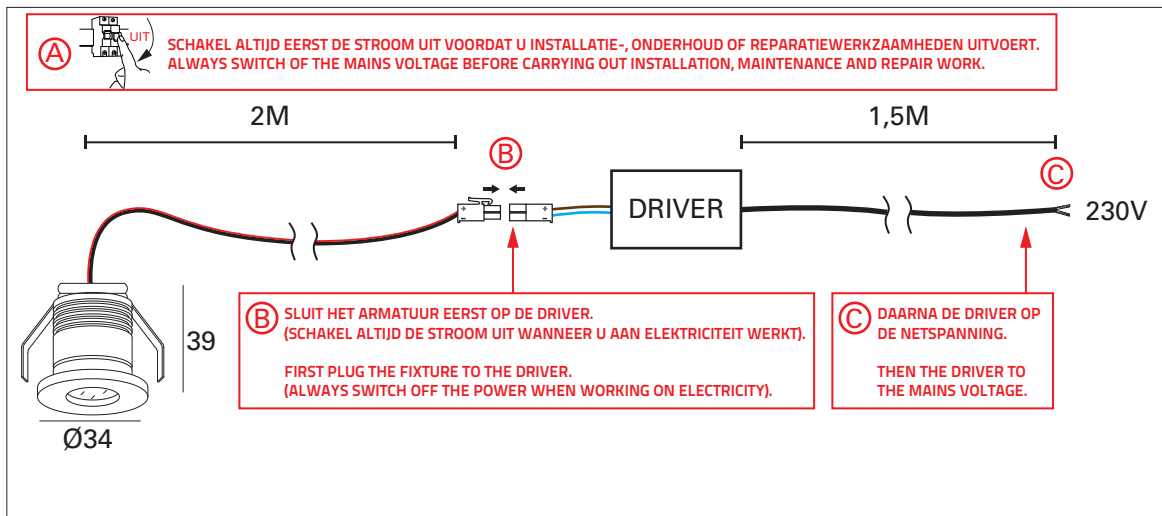 A
UIT
SCHAKEL ALTIJD EERST DE STROOM UIT VOORDAT U INSTALLATIE-, ONDERHOUD OF REPARATIEWERKZAAMHEDEN UITVOERT.
ALWAYS SWITCH OF THE MAINS VOLTAGE BEFORE CARRYING OUT INSTALLATION, MAINTENANCE AND REPAIR WORK.
2M
1,5M
B
C
+
-
+
-
DRIVER
230V
39
Ø34
B
SLUIT HET ARMATUUR EERST OP DE DRIVER.
(SCHAKEL ALTIJD DE STROOM UIT WANNEER U AAN ELEKTRICITEIT WERKT).
FIRST PLUG THE FIXTURE TO THE DRIVER.
(ALWAYS SWITCH OFF THE POWER WHEN WORKING ON ELECTRICITY).
C
DAARNA DE DRIVER OP
DE NETSPANNING.
THEN THE DRIVER TO
THE MAINS VOLTAGE.